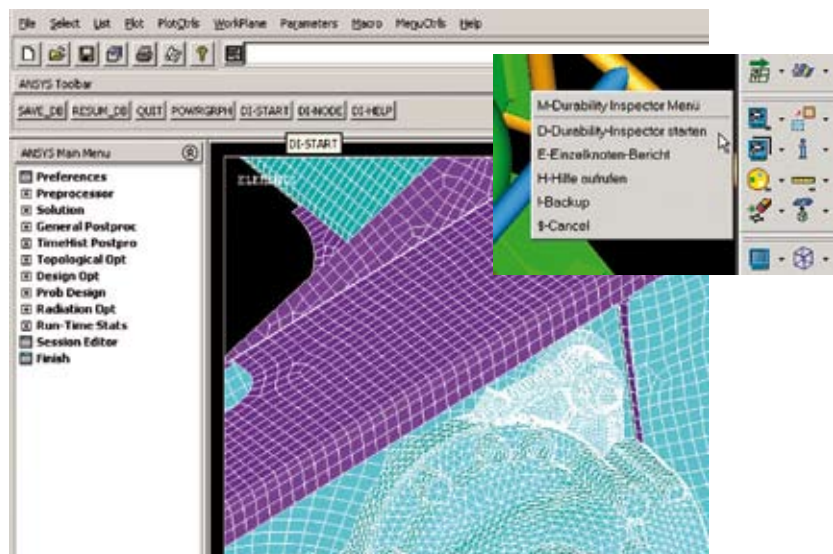 File Select List Plot PlotCtrls WorkPlane Parameters Macro MenuCtrls Help
ANSYS Toolbar
SAVE_DB RESUM_DB QUIT POWRGRPH DI-START DI-NODE DI-HELP
DI-START
ANSYS Main Menu
Preferences
Preprocessor
Solution
General Postproc
TimeHist Postpro
Topological Opt
Design Opt
Prob Design
Radiation Opt
Run-Time Stats
Session Editor
Finish
ELEMENTS
M-Durability Inspector Menu
D-Durability-Inspector starten
E-Einzelknoten-Bericht
H-Hilfe aufrufen
I-Backup
$-Cancel